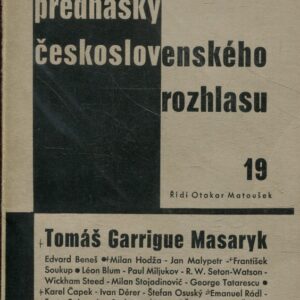 přednášky
československého
rozhlasu
19
Řídí Otakar Matoušek
Tomáš Garrigue Masaryk
Edvard Beneš • Milan Hodža - Jan Malypetr - František
Soukup • Léon Blum - Paul Miljukov - R. W. Seton-Watson -
Wickham Steed - Milan Stojadinovič - George Tatarescu •
Karel Čapek - Ivan Dérer - Štefan Osuský - Emanuel Rádl -